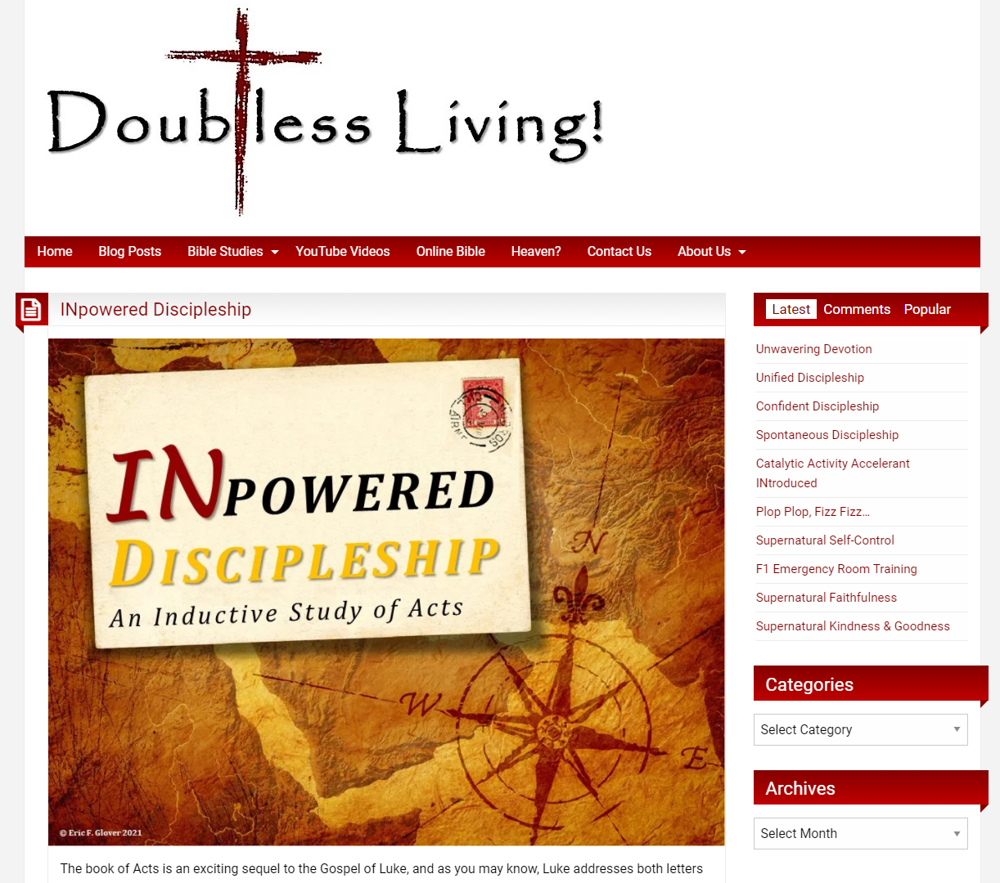 Doubtless Living!
Home Blog Posts Bible Studies YouTube Videos Online Bible Heaven? Contact Us About Us
INpowered Discipleship
INPOWERED
DISCIPLESHIP
An Inductive Study of Acts
N
W
E
© Eric F. Glover 2021
The book of Acts is an exciting sequel to the Gospel of Luke, and as you may know, Luke addresses both letters
Latest Comments Popular
Unwavering Devotion
Unified Discipleship
Confident Discipleship
Spontaneous Discipleship
Catalytic Activity Accelerant
INtroduced
Plop Plop, Fizz Fizz…
Supernatural Self-Control
F1 Emergency Room Training
Supernatural Faithfulness
Supernatural Kindness & Goodness
Categories
Select Category
Archives
Select Month